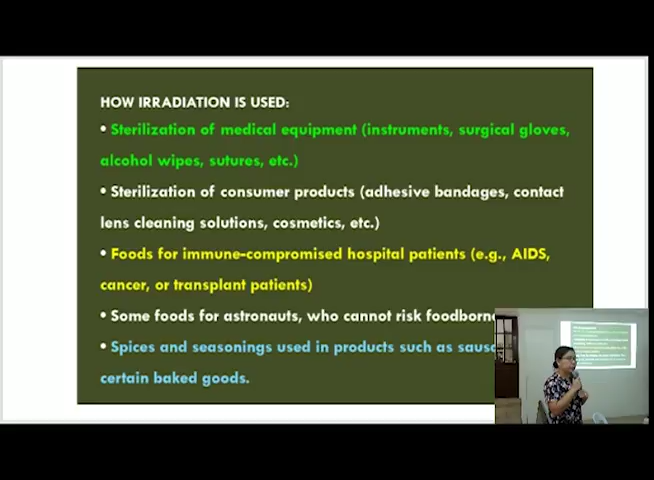 HOW IRRADIATION IS USED:
• Sterilization of medical equipment (instruments, surgical gloves,
alcohol wipes, sutures, etc.)
• Sterilization of consumer products (adhesive bandages, contact
lens cleaning solutions, cosmetics, etc.)
• Foods for immune-compromised hospital patients (e.g., AIDS,
cancer, or transplant patients)
• Some foods for astronauts, who cannot risk foodborne
• Spices and seasonings used in products such as
certain baked goods.